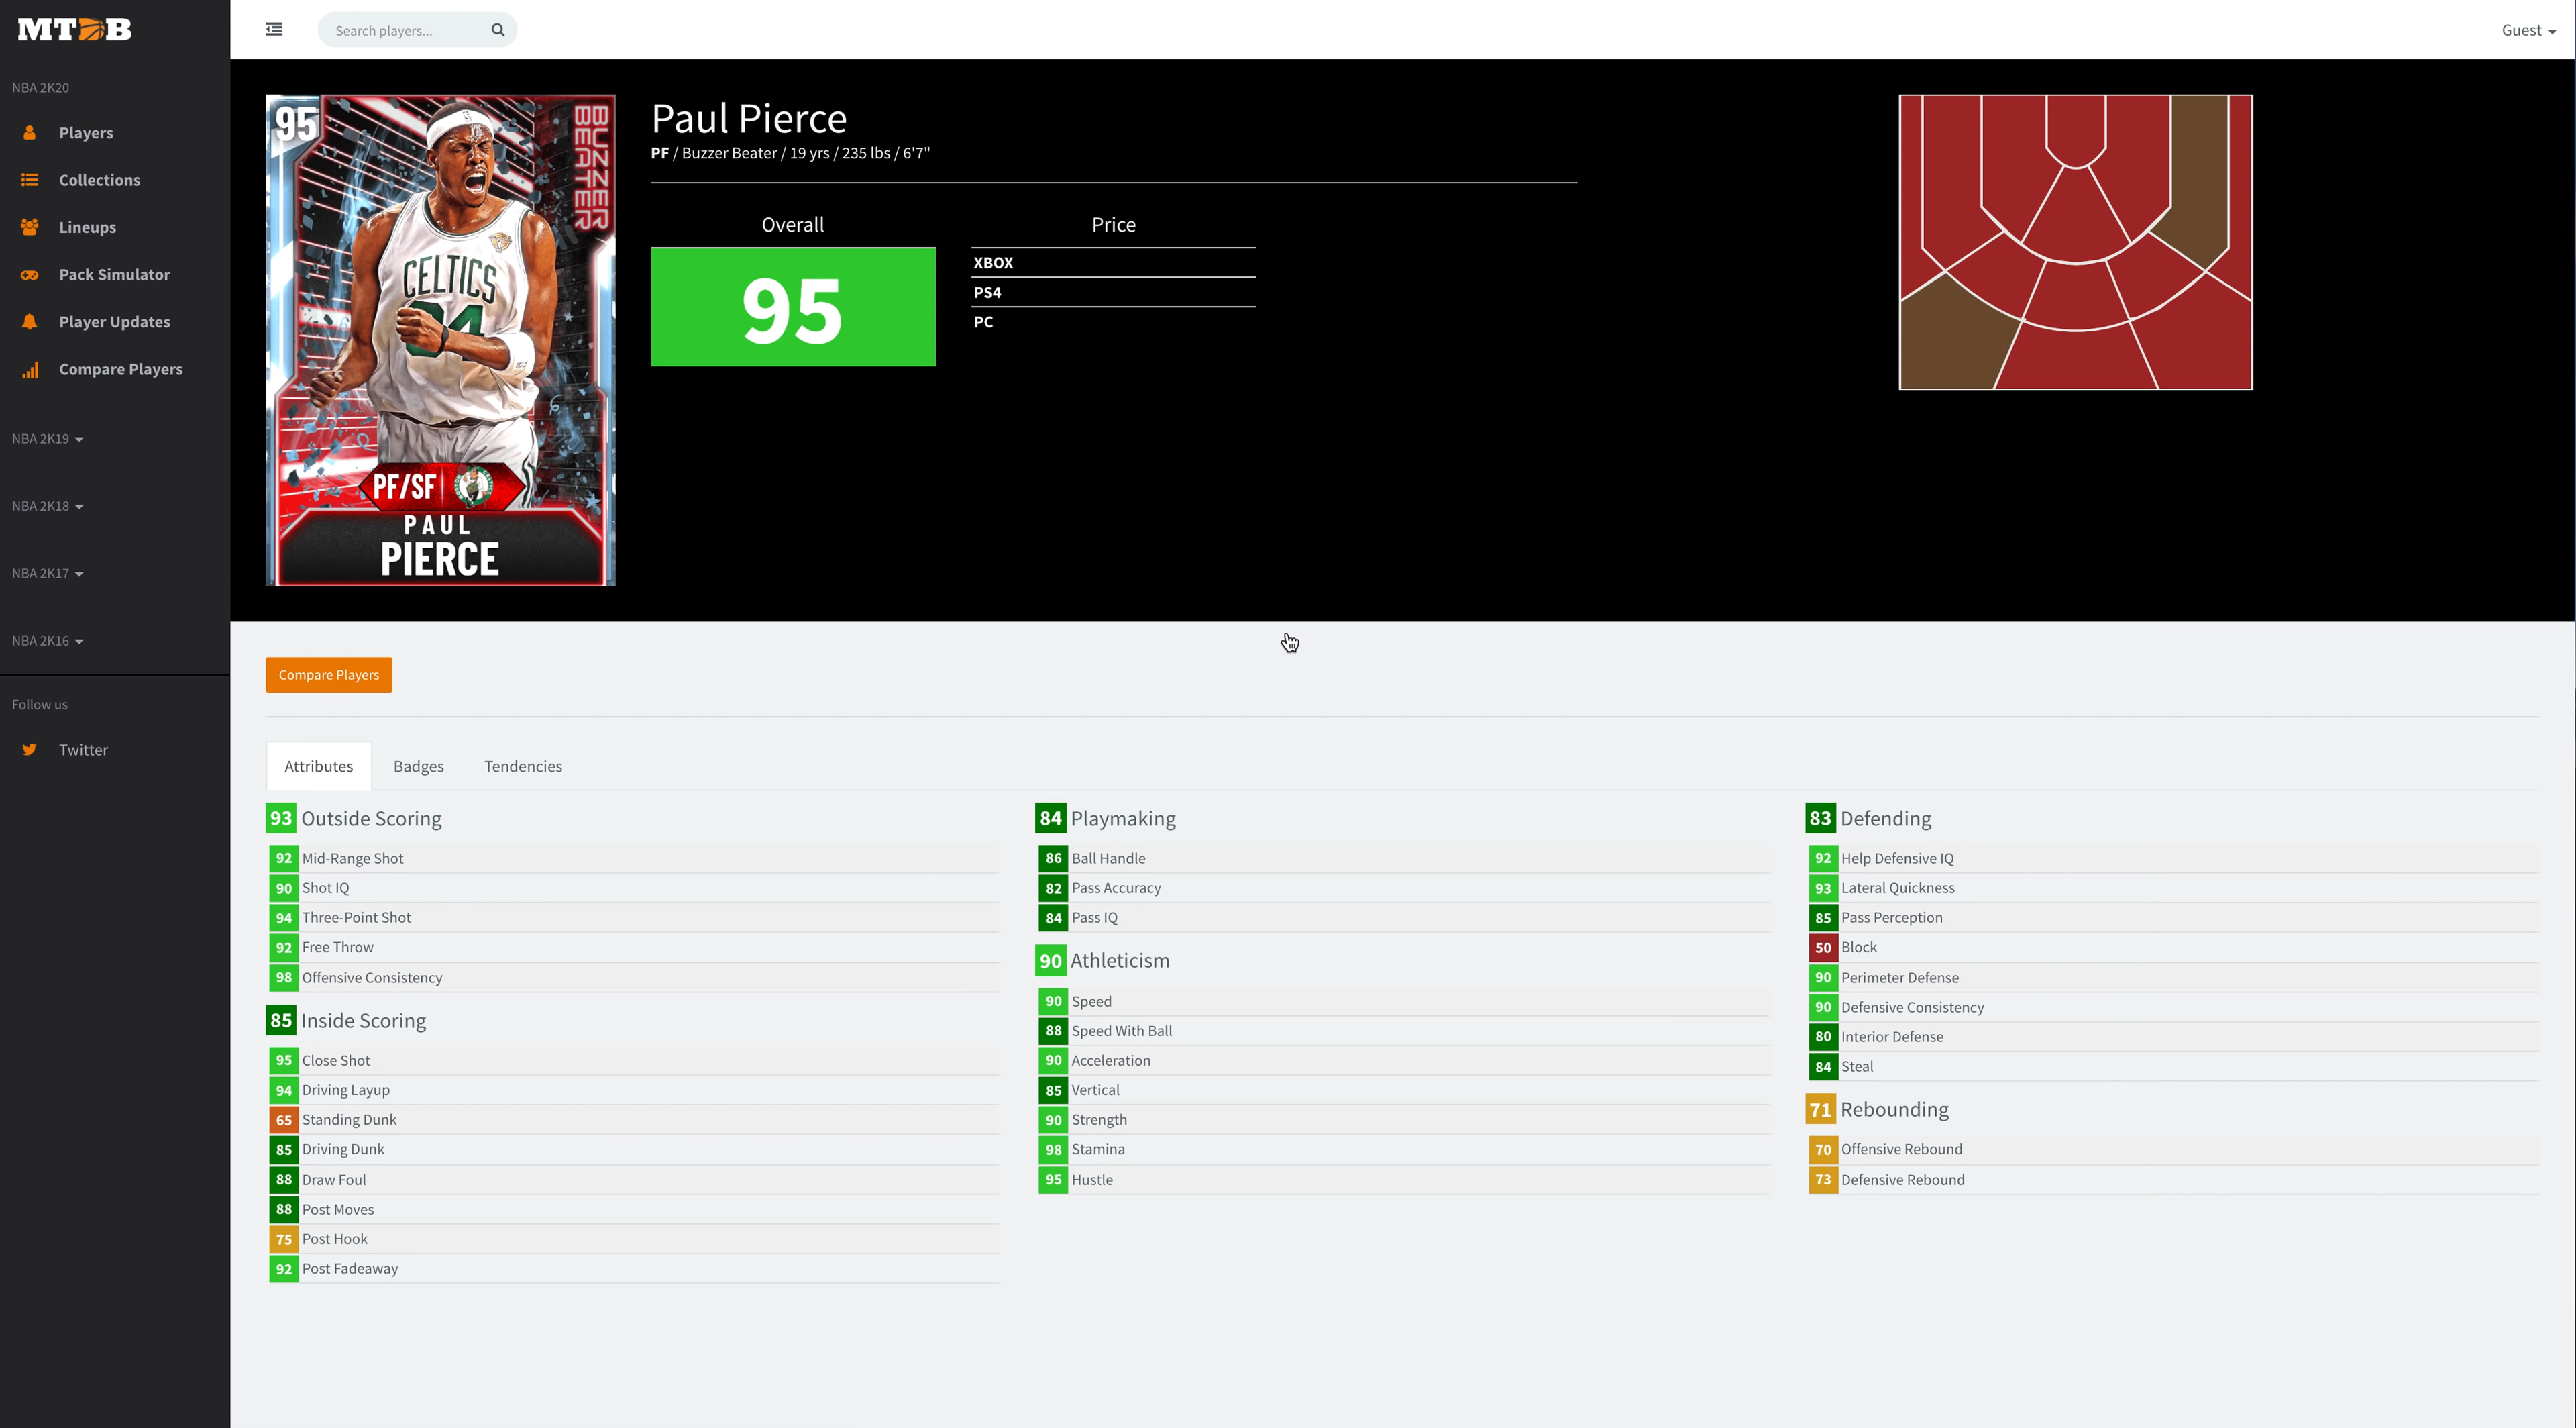 MTDB
Search players...
Guest
NBA 2K20
Players
Collections
Lineups
Pack Simulator
Player Updates
Compare Players
NBA 2K19
NBA 2K18
NBA 2K17
NBA 2K16
Follow us
Twitter
95
BUZZER
BEATER
CELTICS
34
PF/SF
PAUL
PIERCE
Paul Pierce
PF / Buzzer Beater / 19 yrs / 235 lbs / 6'7"
Overall
95
Price
XBOX
PS4
PC
Compare Players
Attributes
Badges
Tendencies
93 Outside Scoring
92 Mid-Range Shot
90 Shot IQ
94 Three-Point Shot
92 Free Throw
98 Offensive Consistency
85 Inside Scoring
95 Close Shot
94 Driving Layup
65 Standing Dunk
85 Driving Dunk
88 Draw Foul
88 Post Moves
75 Post Hook
92 Post Fadeaway
84 Playmaking
86 Ball Handle
82 Pass Accuracy
84 Pass IQ
90 Athleticism
90 Speed
88 Speed With Ball
90 Acceleration
85 Vertical
90 Strength
98 Stamina
95 Hustle
83 Defending
92 Help Defensive IQ
93 Lateral Quickness
85 Pass Perception
50 Block
90 Perimeter Defense
90 Defensive Consistency
80 Interior Defense
84 Steal
71 Rebounding
70 Offensive Rebound
73 Defensive Rebound